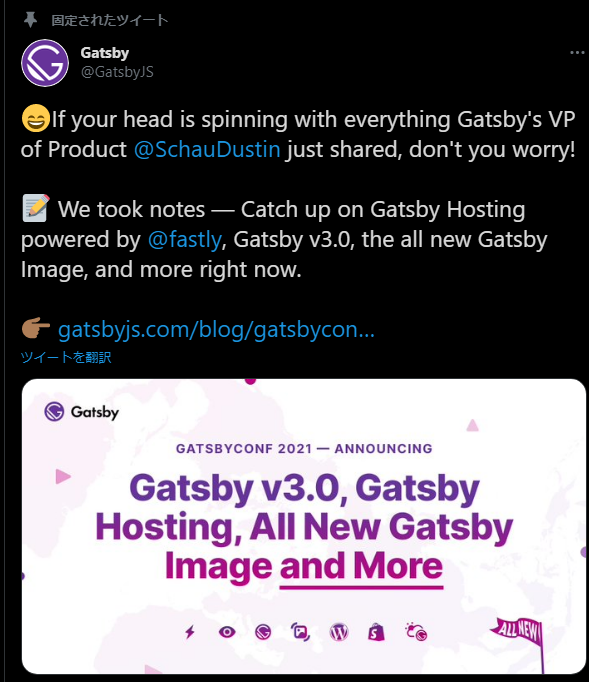 固定されたツイート
Gatsby
@GatsbyJS
😄If your head is spinning with everything Gatsby's VP
of Product @SchauDustin just shared, don't you worry!
📝 We took notes — Catch up on Gatsby Hosting
powered by @fastly, Gatsby v3.0, the all new Gatsby
Image, and more right now.
👉🏽 gatsbyjs.com/blog/gatsbycon...
ツイートを翻訳
Gatsby
GATSBYCONF 2021 — ANNOUNCING
Gatsby v3.0, Gatsby
Hosting, All New Gatsby
Image and More
ALL NEW